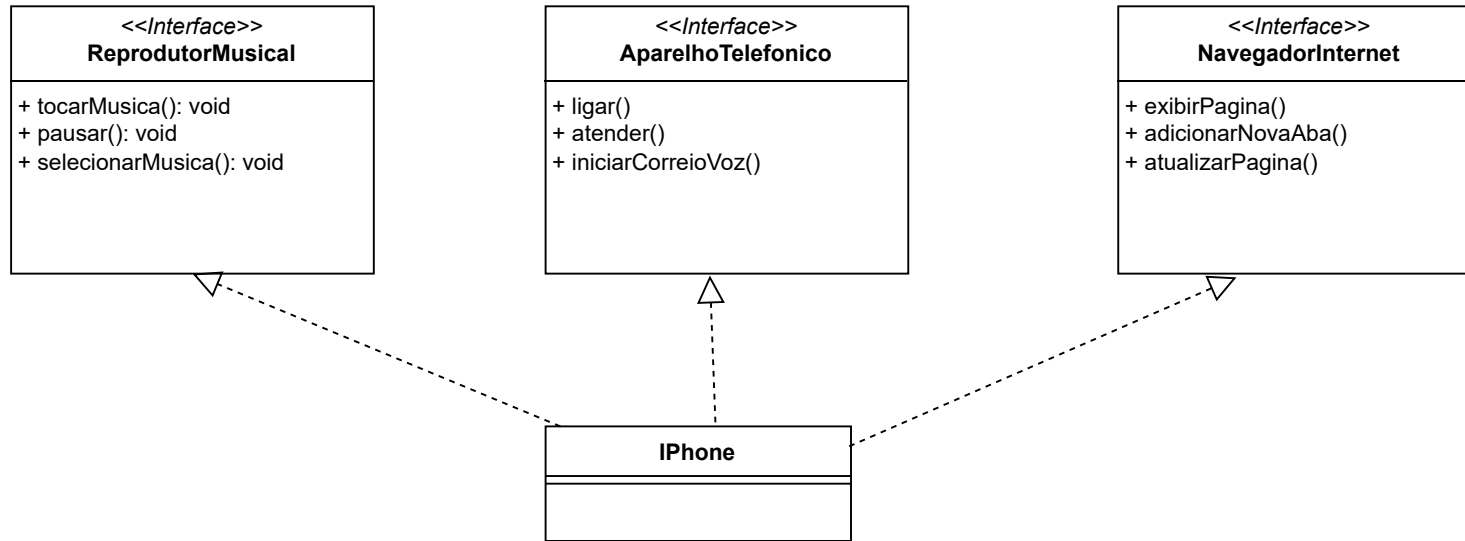 <<Interface>>
ReprodutorMusical
+ tocarMusica(): void
+ pausar(): void
+ selecionarMusica(): void
<<Interface>>
AparelhoTelefonico
+ ligar()
+ atender()
+ iniciarCorreioVoz()
<<Interface>>
NavegadorInternet
+ exibirPagina()
+ adicionarNovaAba()
+ atualizarPagina()
IPhone